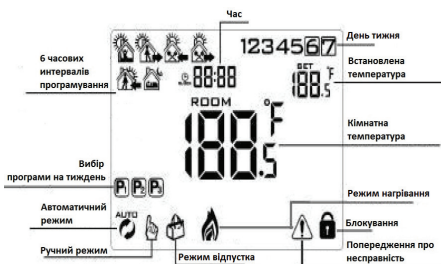 Час
1234567
День тижня
SET
188.5 °F
Встановлена
температура
6 часових
інтервалів
програмування
88:88
ROOM
188.5 °F
Кімнатна
температура
Вибір
програми на тиждень
P1 P2 P3
Режим нагрівання
Автоматичний
режим
AUTO
Блокування
Ручний режим
Режим відпустка
Попередження про
несправність